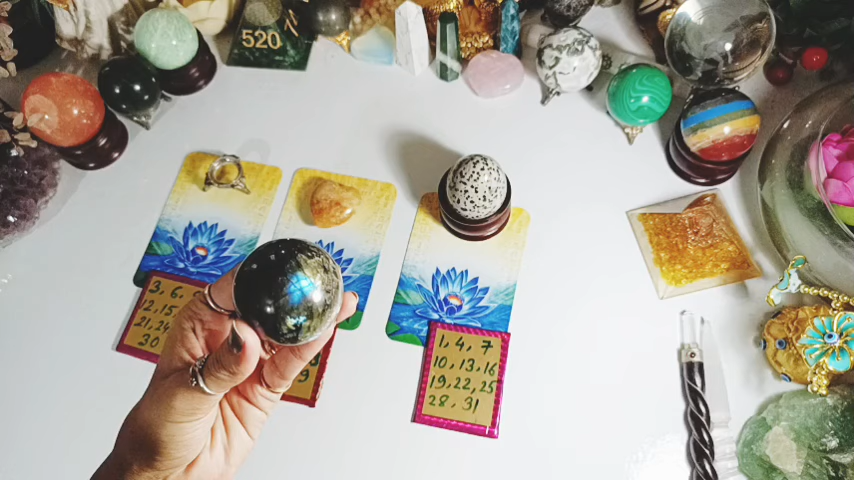 520
3, 6,
12, 15
21, 24
30
9
1, 4, 7
10, 13, 16
19, 22, 25
28, 31